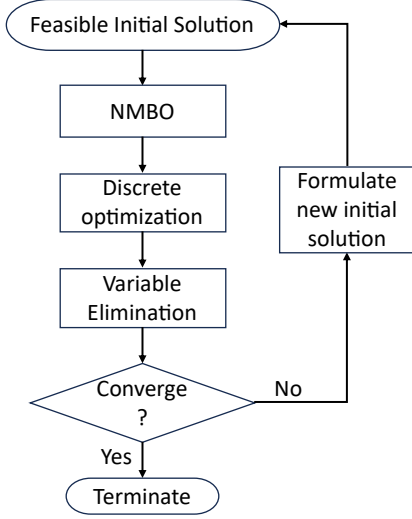 Feasible Initial Solution
NMBO
Discrete
optimization
Variable
Elimination
Converge
?
No
Yes
Terminate
Formulate
new initial
solution